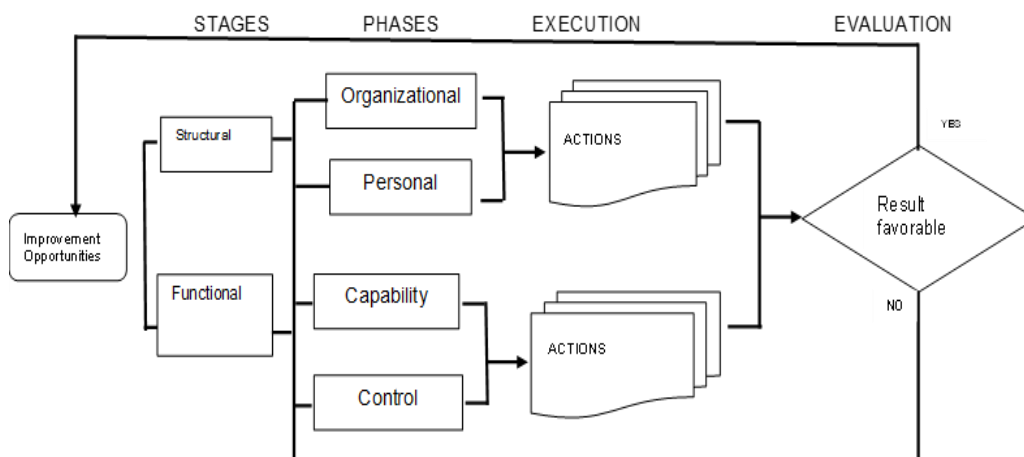 STAGES PHASES EXECUTION EVALUATION
Organizational
Structural
ACTIONS
YES
Personal
Result
favorable
Improvement
Opportunities
Functional
Capability
NO
ACTIONS
Control